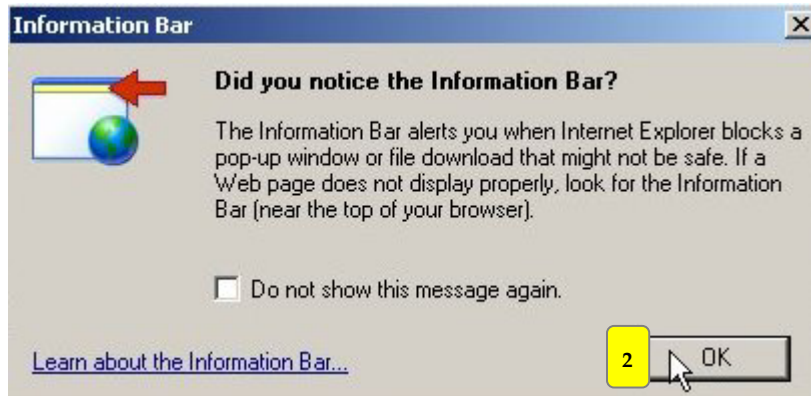 Information Bar
Did you notice the Information Bar?
The Information Bar alerts you when Internet Explorer blocks a
pop-up window or file download that might not be safe. If a
Web page does not display properly, look for the Information
Bar (near the top of your browser).
Do not show this message again.
Learn about the Information Bar...
2
OK